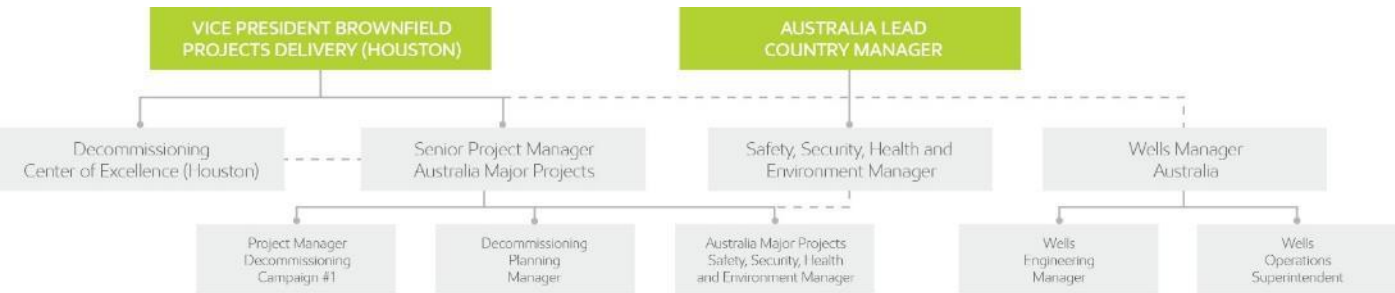 VICE PRESIDENT BROWNFIELD
PROJECTS DELIVERY (HOUSTON)
AUSTRALIA LEAD
COUNTRY MANAGER
Decommissioning
Center of Excellence (Houston)
Senior Project Manager
Australia Major Projects
Safety, Security, Health and
Environment Manager
Wells Manager
Australia
Project Manager
Decommissioning
Campaign #1
Decommissioning
Planning
Manager
Australia Major Projects
Safety, Security, Health
and Environment Manager
Wells
Engineering
Manager
Wells
Operations
Superintendent